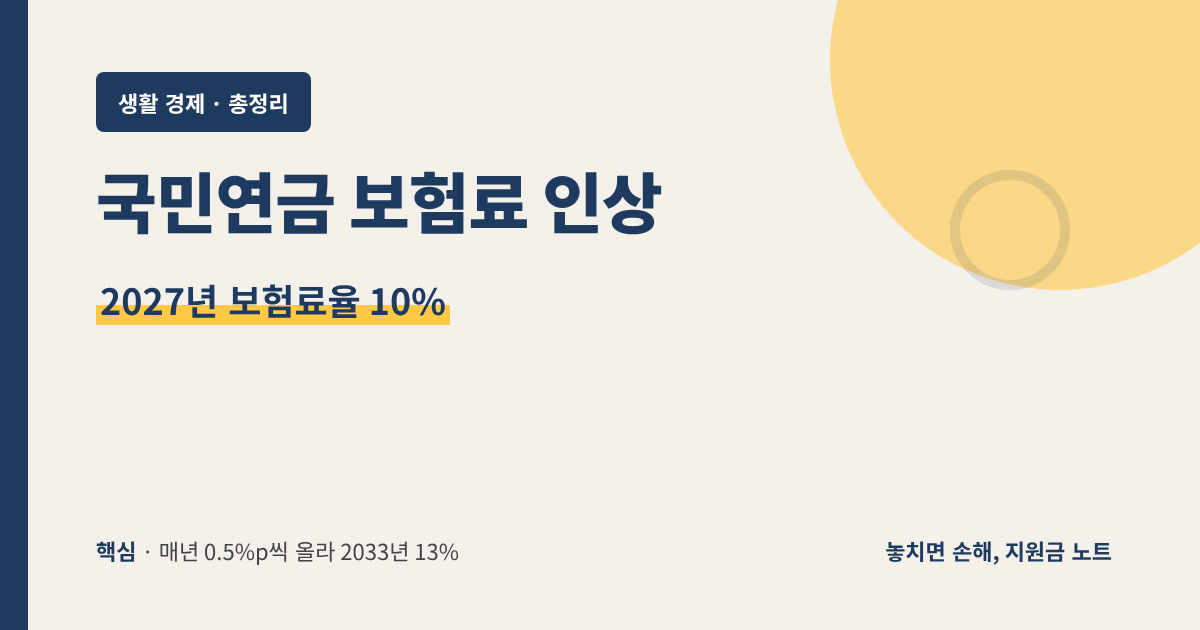 생활 경제 · 총정리
국민연금 보험료 인상
2027년 보험료율 10%
핵심 · 매년 0.5%p씩 올라 2033년 13%
놓치면 손해, 지원금 노트